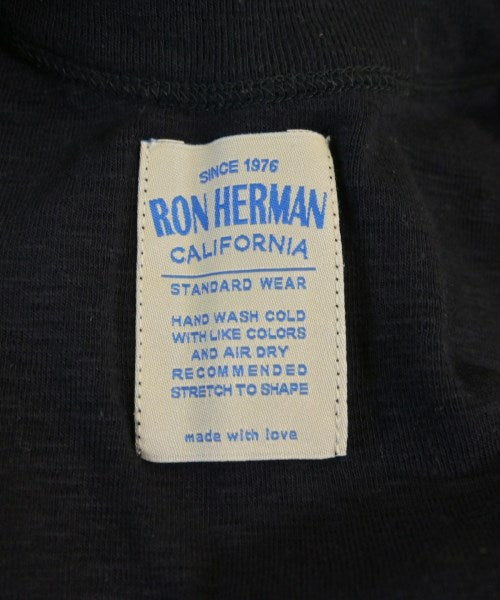 SINCE 1976
RON HERMAN
CALIFORNIA
STANDARD WEAR
HAND WASH COLD
WITH LIKE COLORS
AND AIR DRY
RECOMMENDED
STRETCH TO SHAPE
made with love